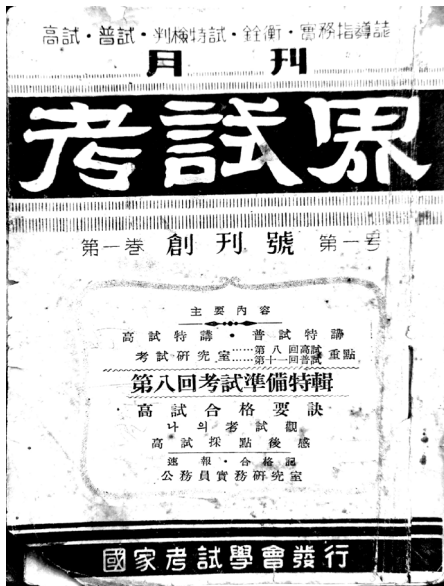 高試·普試·判檢特試·銓衡·實務指導誌
月刊
考試界
第一巻 創刊號 第一号
主要內容
高試特講·普試特講
考試硏究室……第八回高試 第十一回普試 重點
第八回考試準備特輯
高試合格要訣
나의考試觀
高試採點後感
速報·合格記
公務員實務硏究室
國家考試學會發行